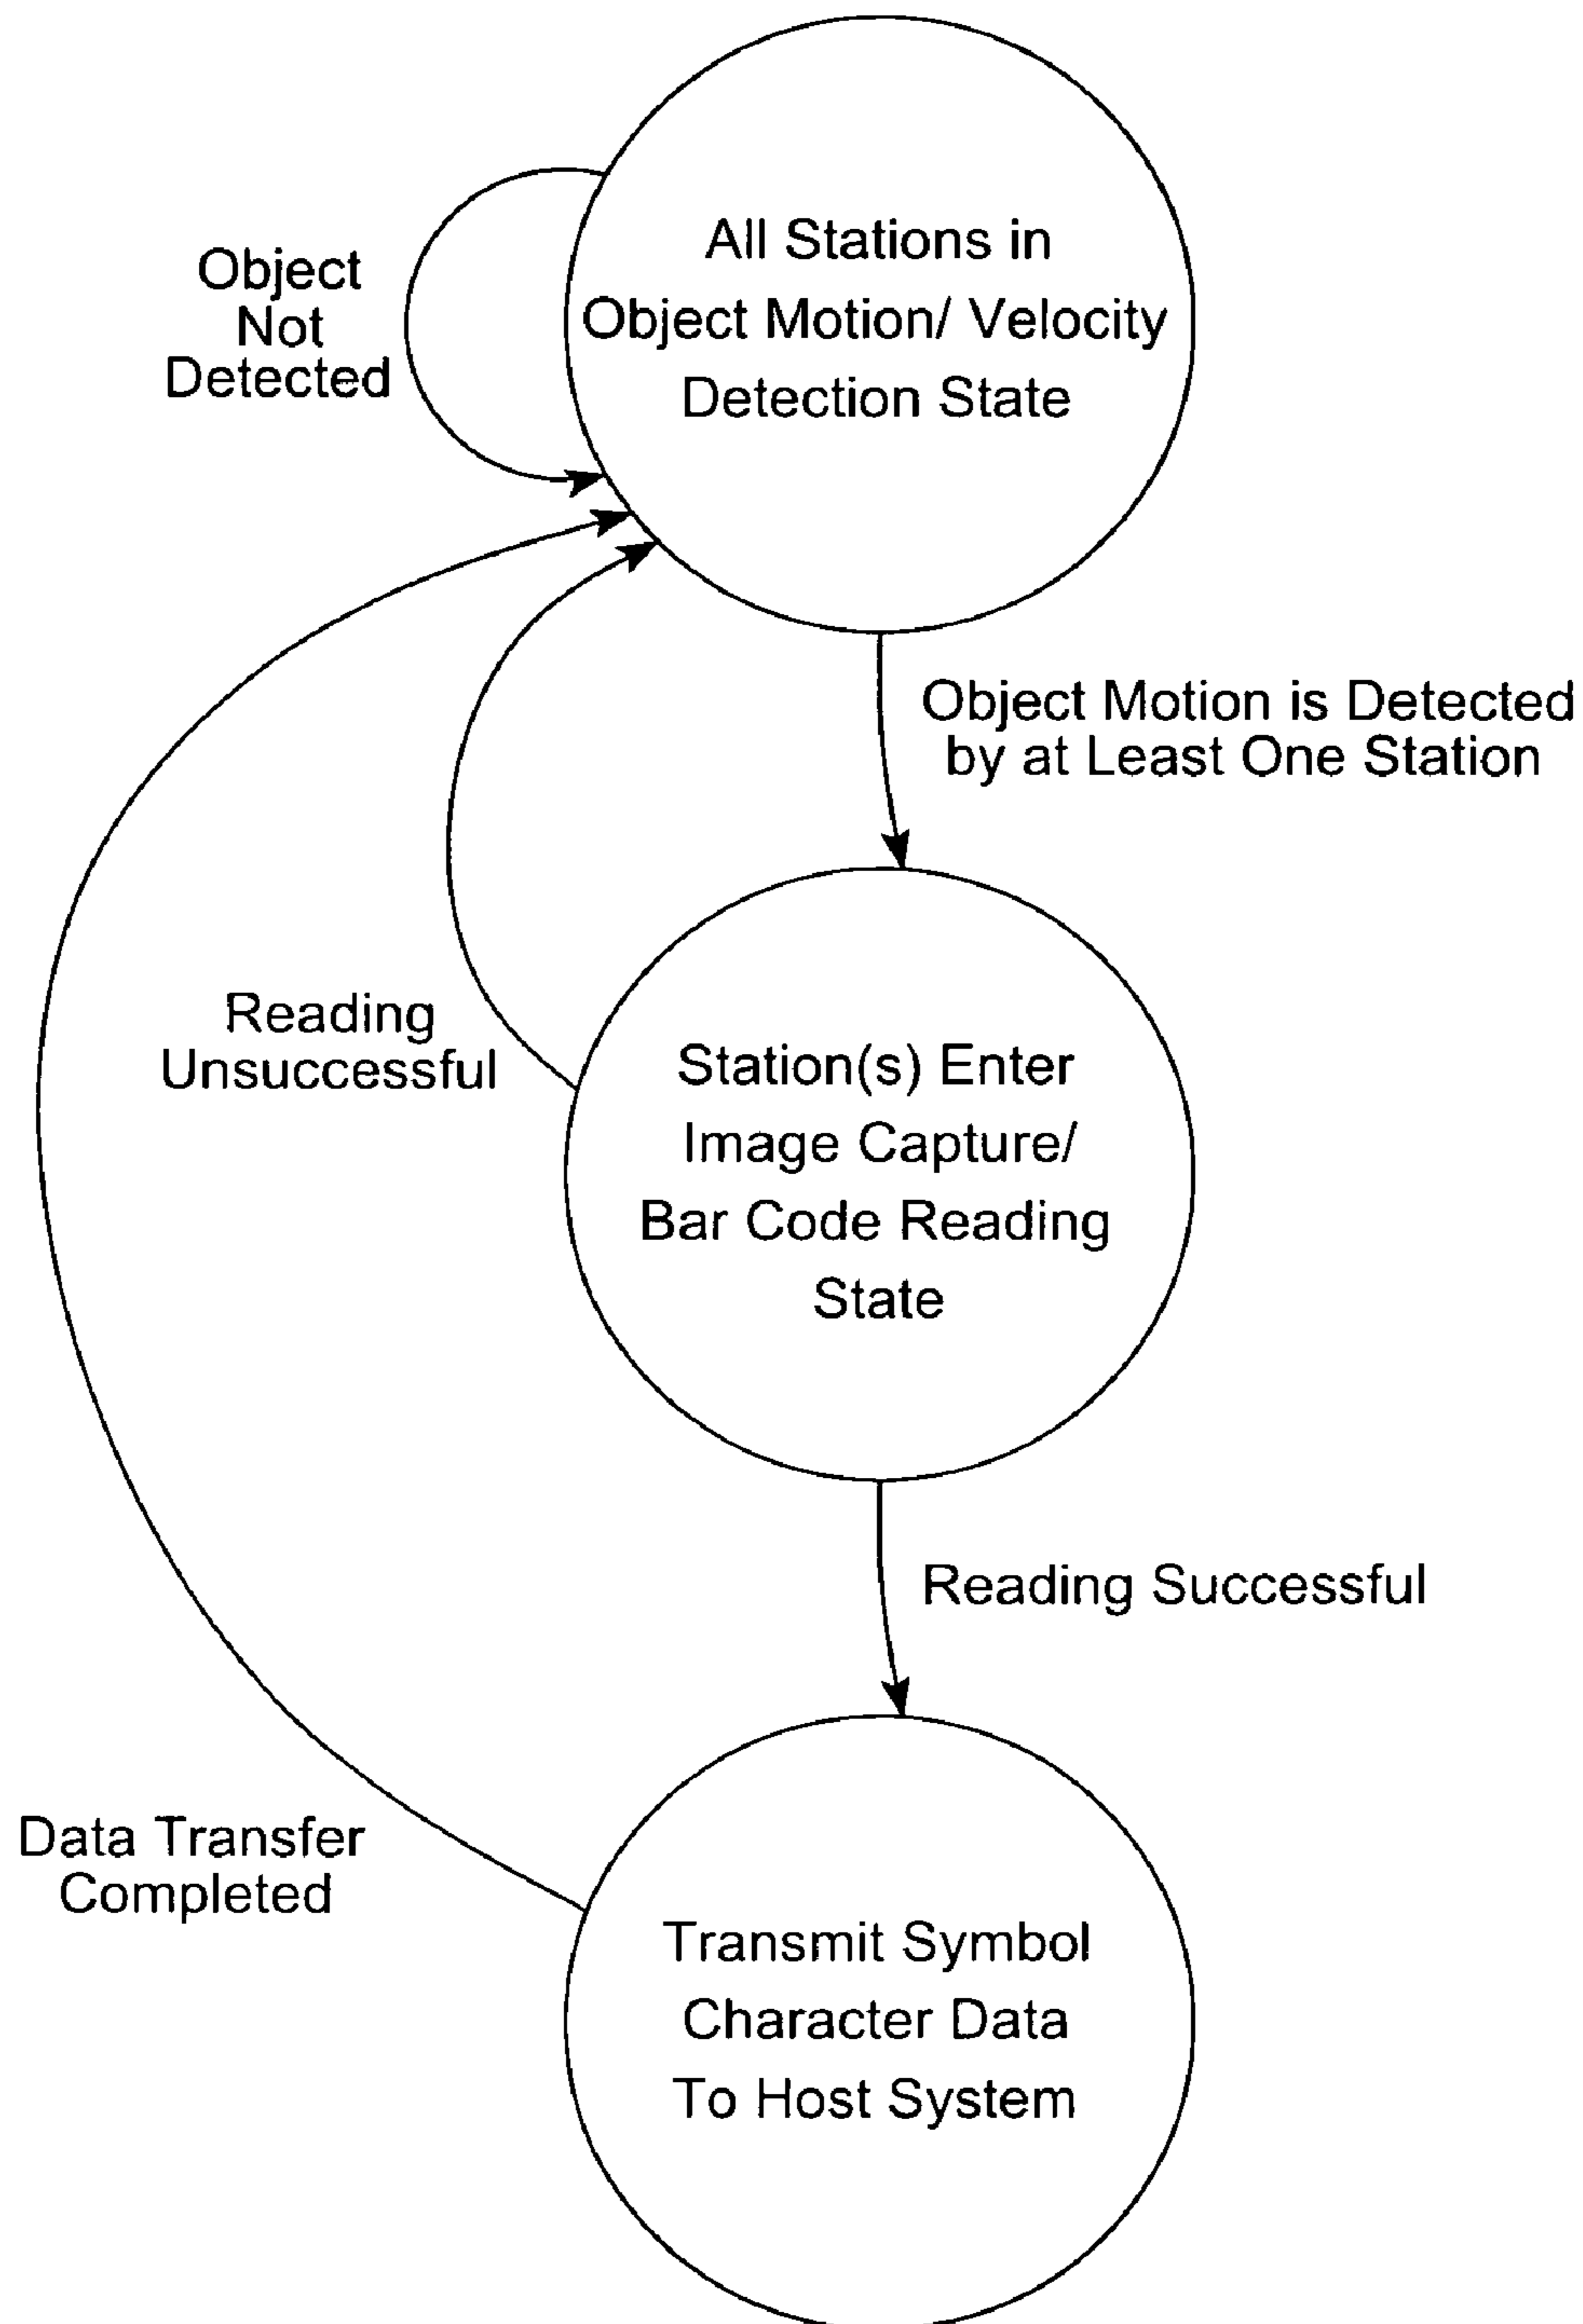 All Stations in
Object Motion/ Velocity
Detection State
Object
Not
Detected
Object Motion is Detected
by at Least One Station
Reading
Unsuccessful
Station(s) Enter
Image Capture/
Bar Code Reading
State
Reading Successful
Data Transfer
Completed
Transmit Symbol
Character Data
To Host System